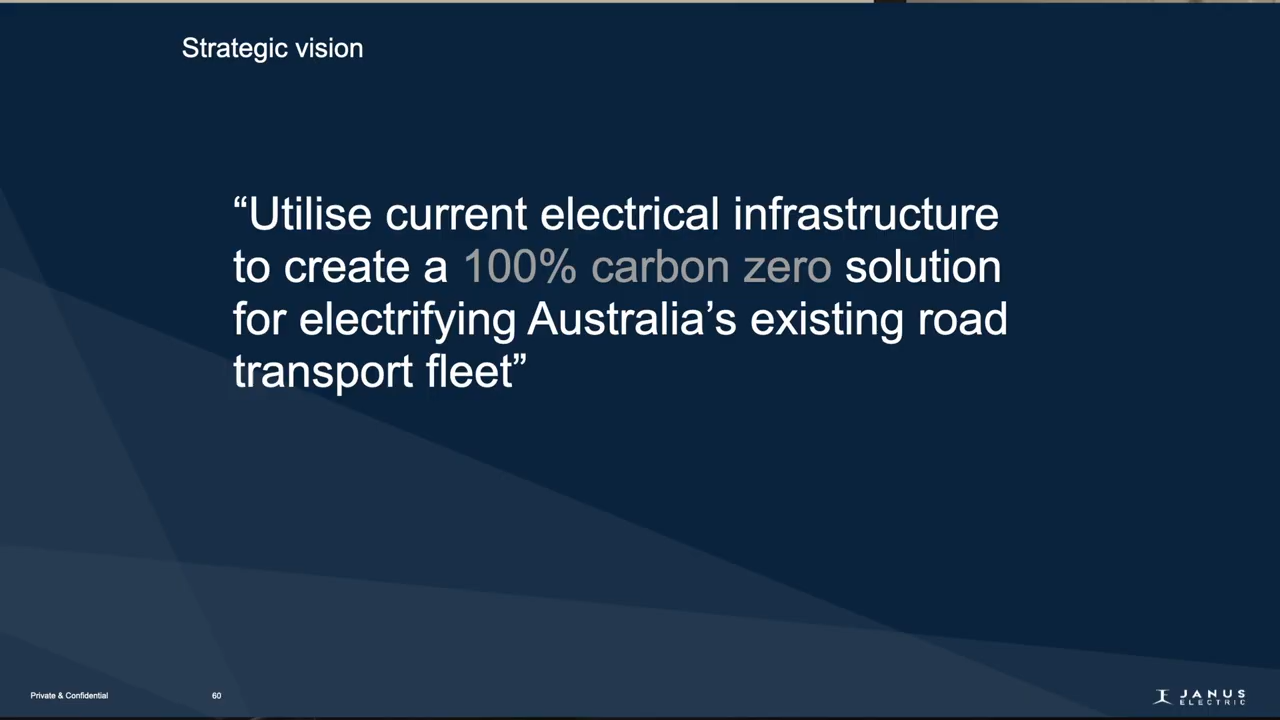 Strategic vision
“Utilise current electrical infrastructure
to create a 100% carbon zero solution
for electrifying Australia’s existing road
transport fleet”
Private & Confidential
60
JANUS
ELECTRIC